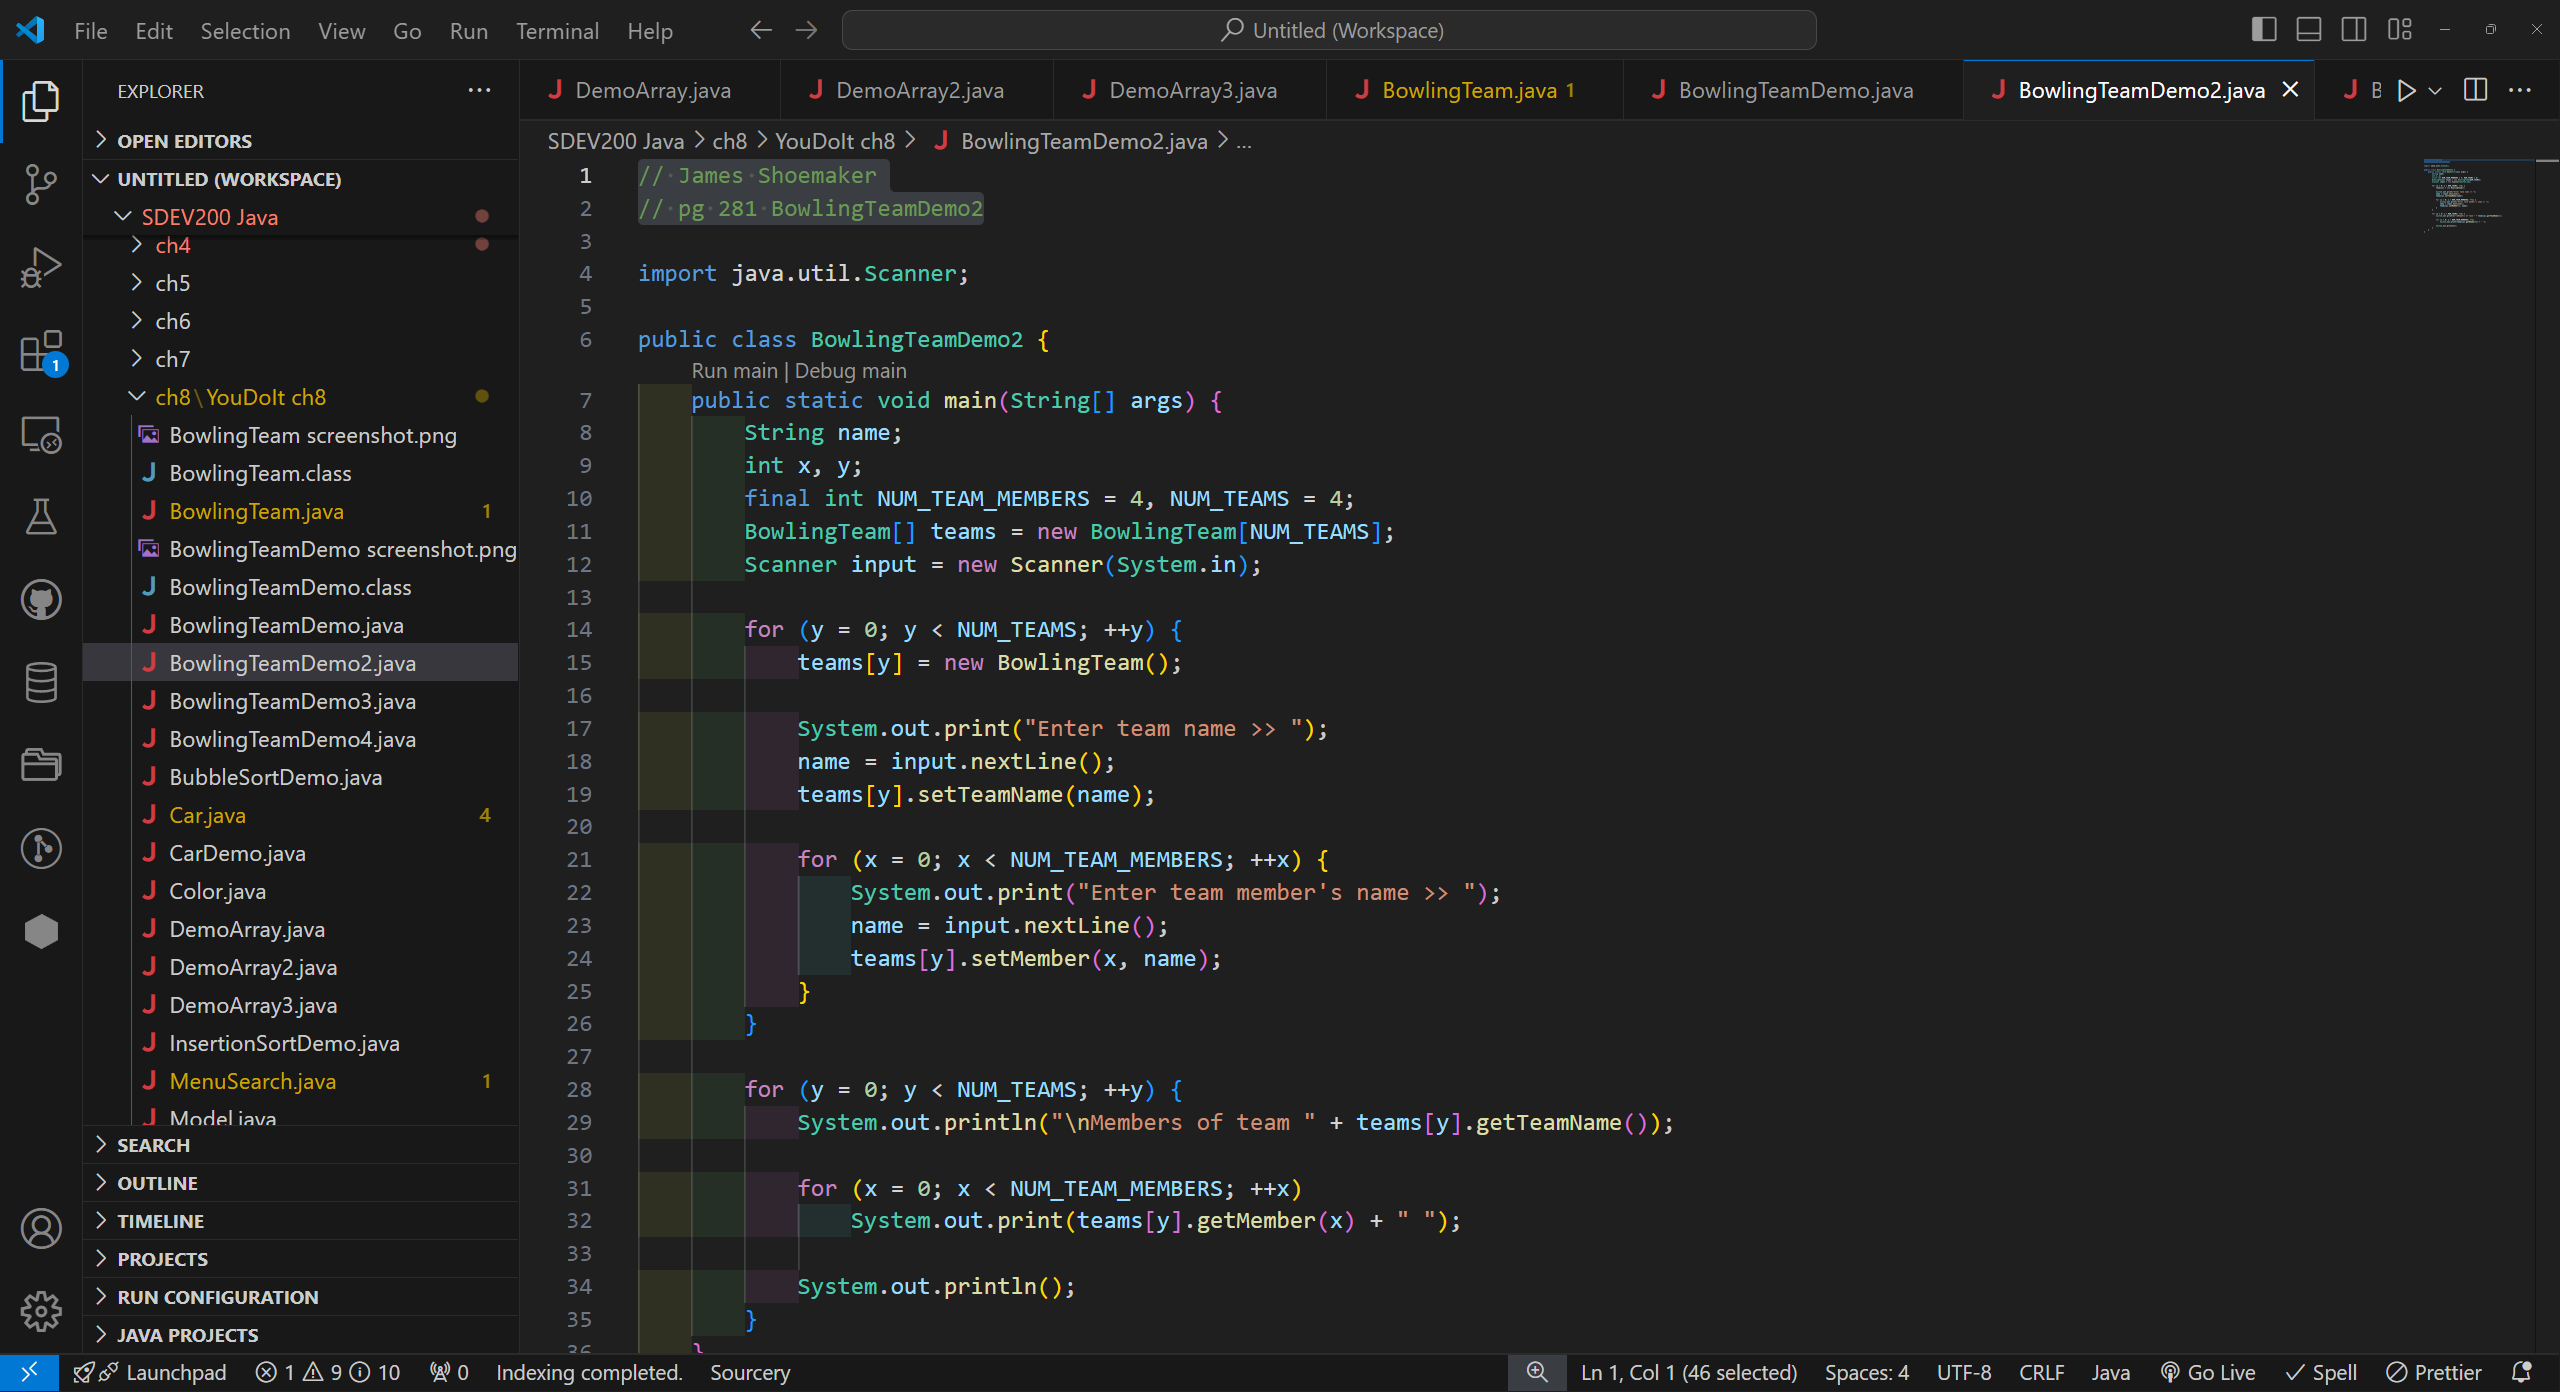 File Edit Selection View Go Run Terminal Help
Untitled (Workspace)
EXPLORER
OPEN EDITORS
UNTITLED (WORKSPACE)
SDEV200 Java
ch4
ch5
ch6
ch7
ch8\YouDoIt ch8
BowlingTeam screenshot.png
BowlingTeam.class
BowlingTeam.java 1
BowlingTeamDemo screenshot.png
BowlingTeamDemo.class
BowlingTeamDemo.java
BowlingTeamDemo2.java
BowlingTeamDemo3.java
BowlingTeamDemo4.java
BubbleSortDemo.java
Car.java 4
CarDemo.java
Color.java
DemoArray.java
DemoArray2.java
DemoArray3.java
InsertionSortDemo.java
MenuSearch.java 1
Model.java
SEARCH
OUTLINE
TIMELINE
PROJECTS
RUN CONFIGURATION
JAVA PROJECTS
1
DemoArray.java DemoArray2.java DemoArray3.java BowlingTeam.java 1 BowlingTeamDemo.java BowlingTeamDemo2.java B
SDEV200 Java > ch8 > YouDoIt ch8 > BowlingTeamDemo2.java > ...
1 // James Shoemaker
2 // pg 281 BowlingTeamDemo2
3
4 import java.util.Scanner;
5
6 public class BowlingTeamDemo2 {
Run main | Debug main
7 public static void main(String[] args) {
8 String name;
9 int x, y;
10 final int NUM_TEAM_MEMBERS = 4, NUM_TEAMS = 4;
11 BowlingTeam[] teams = new BowlingTeam[NUM_TEAMS];
12 Scanner input = new Scanner(System.in);
13
14 for (y = 0; y < NUM_TEAMS; ++y) {
15 teams[y] = new BowlingTeam();
16
17 System.out.print("Enter team name >> ");
18 name = input.nextLine();
19 teams[y].setTeamName(name);
20
21 for (x = 0; x < NUM_TEAM_MEMBERS; ++x) {
22 System.out.print("Enter team member's name >> ");
23 name = input.nextLine();
24 teams[y].setMember(x, name);
25 }
26 }
27
28 for (y = 0; y < NUM_TEAMS; ++y) {
29 System.out.println("\nMembers of team " + teams[y].getTeamName());
30
31 for (x = 0; x < NUM_TEAM_MEMBERS; ++x)
32 System.out.print(teams[y].getMember(x) + " ");
33
34 System.out.println();
35 }
36 }
Launchpad 1 9 10 0 Indexing completed. Sourcery Ln 1, Col 1 (46 selected) Spaces: 4 UTF-8 CRLF Java Go Live Spell Prettier